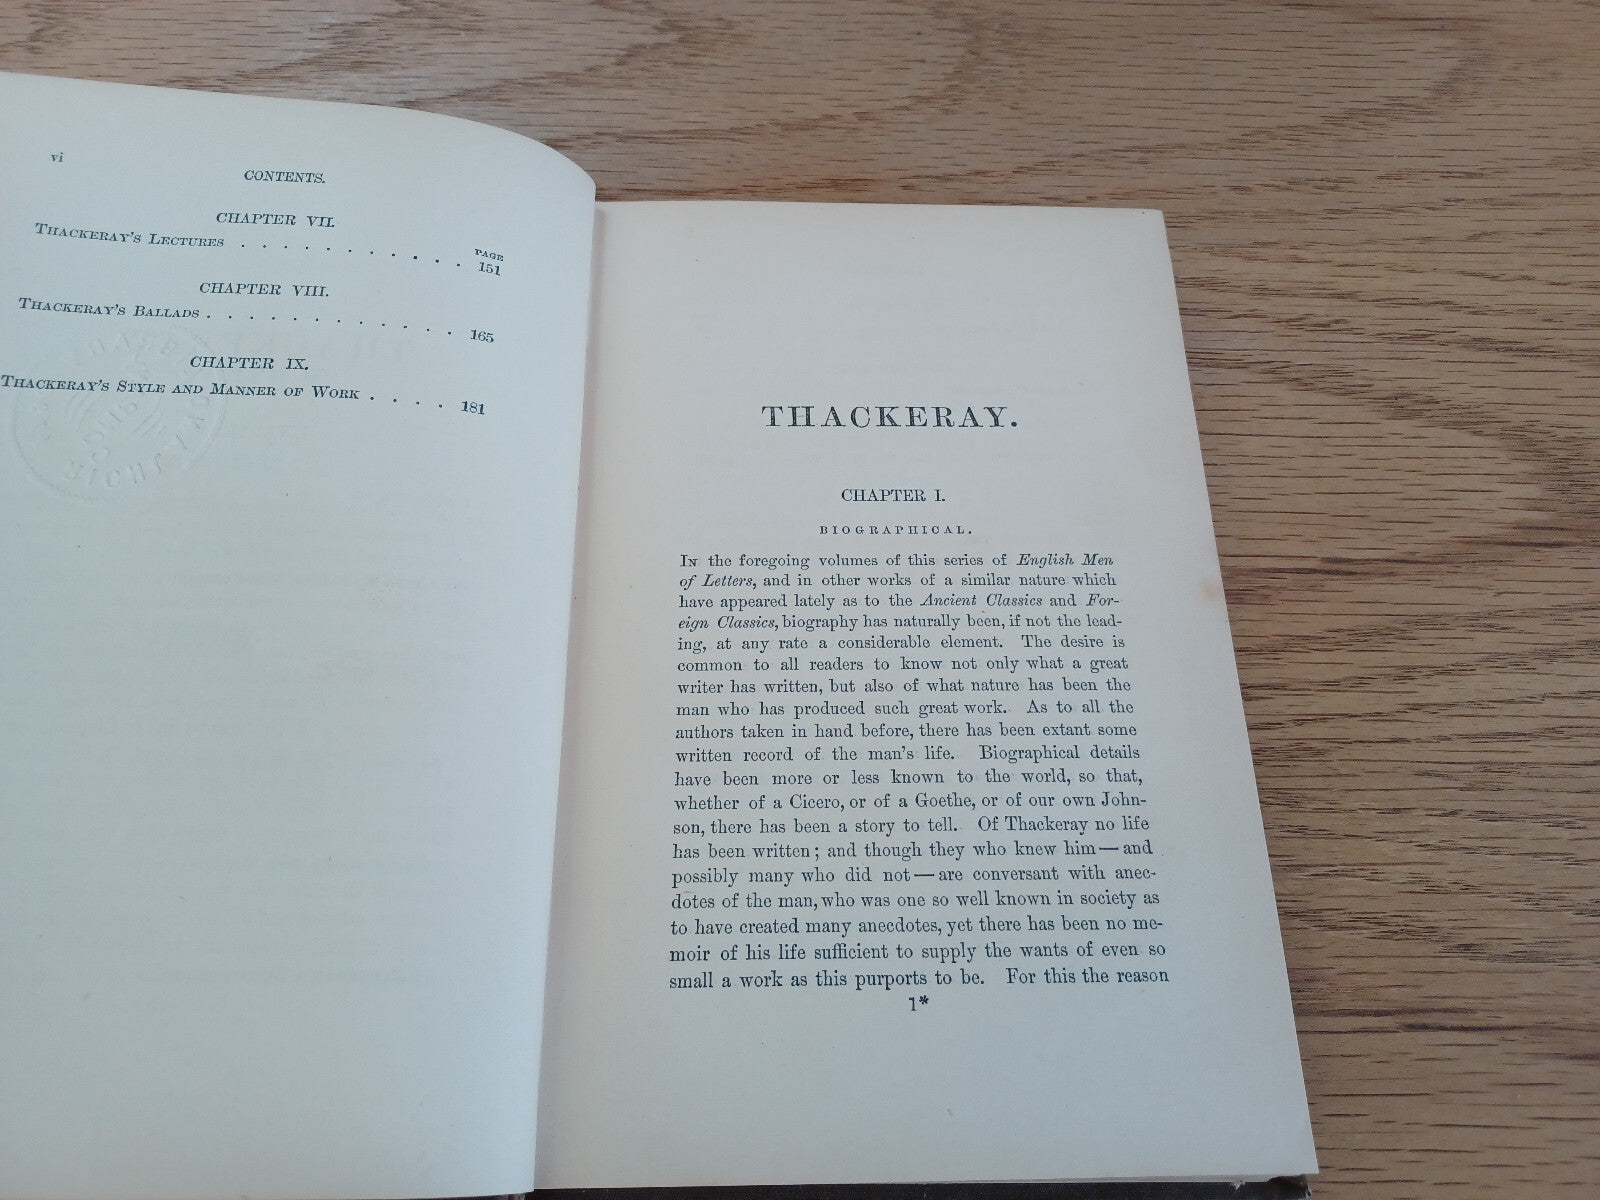 vi
CONTENTS.
CHAPTER VII.
PAGE
THACKERAY'S LECTURES . . . . . . . . . . . 151
CHAPTER VIII.
THACKERAY'S BALLADS . . . . . . . . . . . . 165
CHAPTER IX.
THACKERAY'S STYLE AND MANNER OF WORK . . . . 181
THACKERAY.
CHAPTER I.
BIOGRAPHICAL.
IN the foregoing volumes of this series of English Men
of Letters, and in other works of a similar nature which
have appeared lately as to the Ancient Classics and For-
eign Classics, biography has naturally been, if not the lead-
ing, at any rate a considerable element. The desire is
common to all readers to know not only what a great
writer has written, but also of what nature has been the
man who has produced such great work. As to all the
authors taken in hand before, there has been extant some
written record of the man's life. Biographical details
have been more or less known to the world, so that,
whether of a Cicero, or of a Goethe, or of our own John-
son, there has been a story to tell. Of Thackeray no life
has been written; and though they who knew him — and
possibly many who did not — are conversant with anec-
dotes of the man, who was one so well known in society as
to have created many anecdotes, yet there has been no me-
moir of his life sufficient to supply the wants of even so
small a work as this purports to be. For this the reason
1*